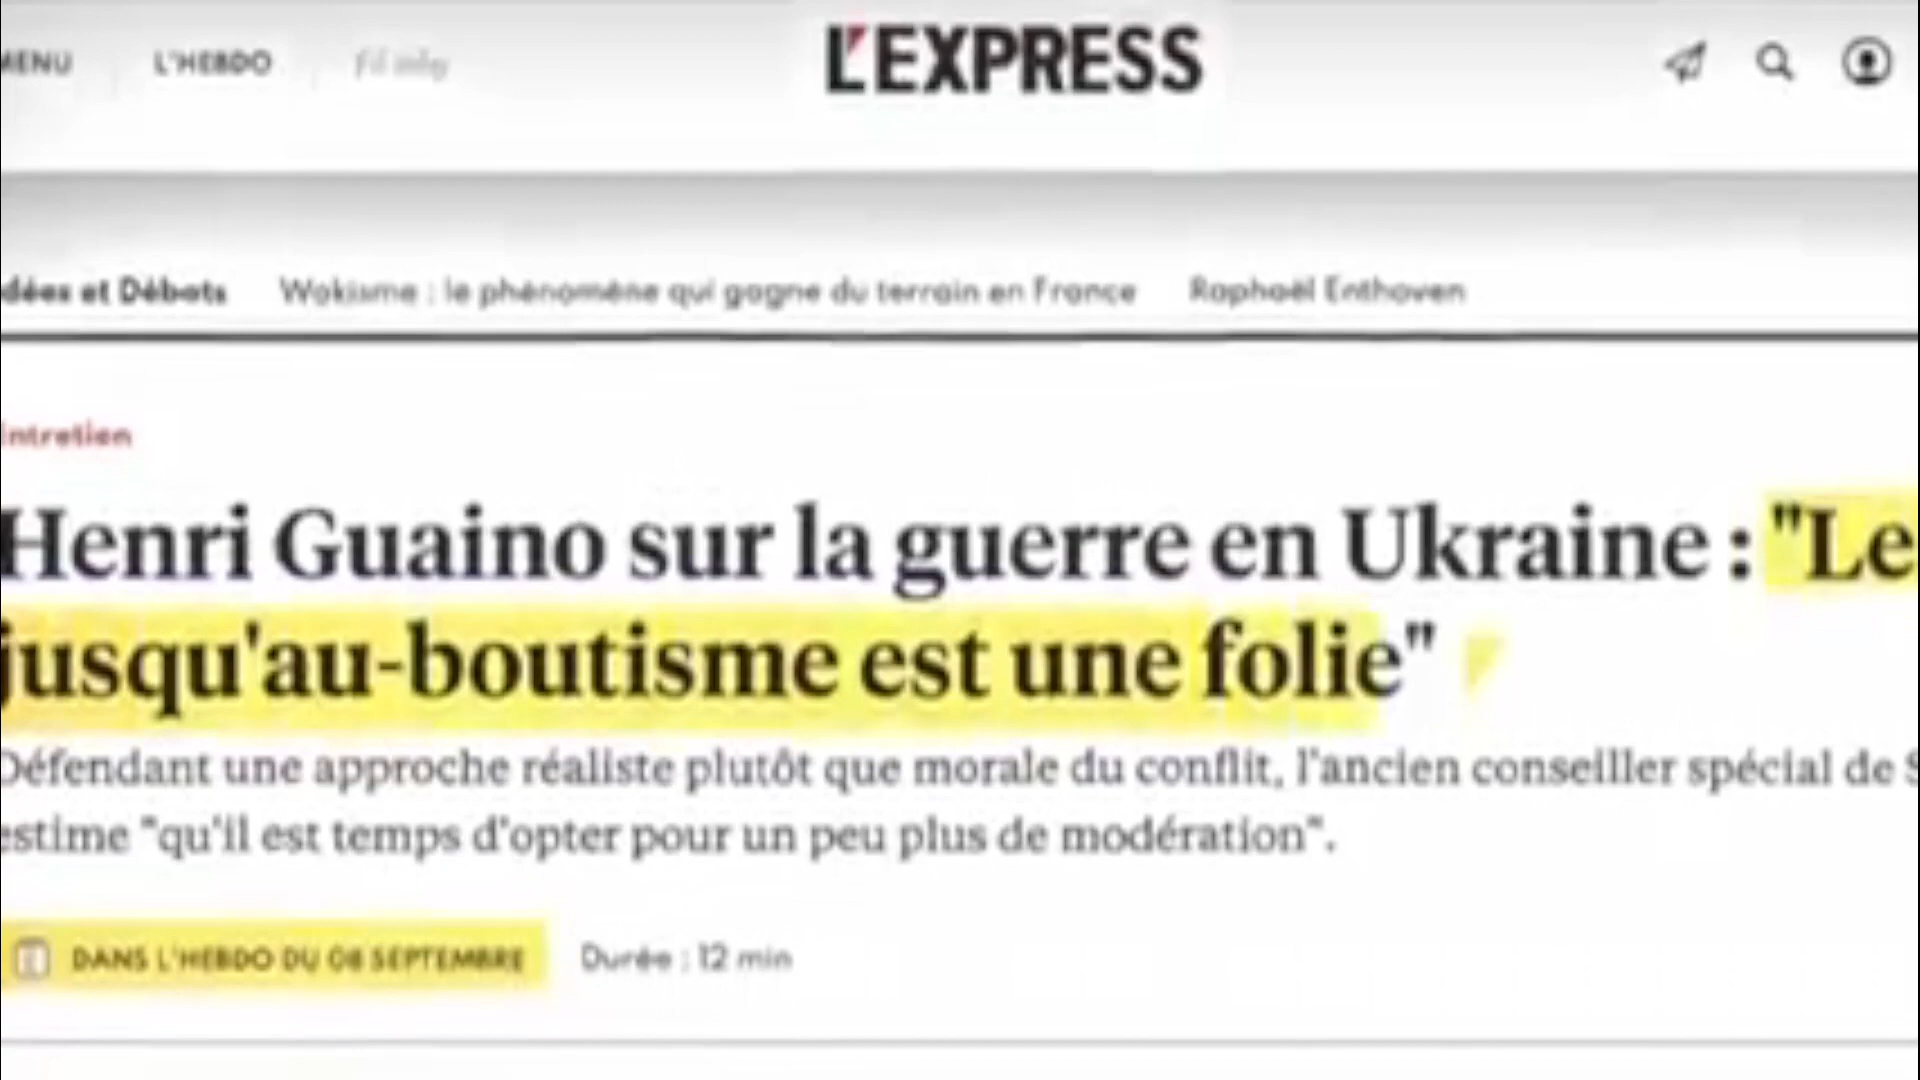 MENU L'HEBDO L'EXPRESS
Idées et Débats Wokisme : le phénomène qui gagne du terrain en France Raphaël Enthoven
Entretien
Henri Guaino sur la guerre en Ukraine : "Le
jusqu'au-boutisme est une folie"
Défendant une approche réaliste plutôt que morale du conflit, l'ancien conseiller spécial de S
estime "qu'il est temps d'opter pour un peu plus de modération".
DANS L'HEBDO DU 08 SEPTEMBRE Durée : 12 min